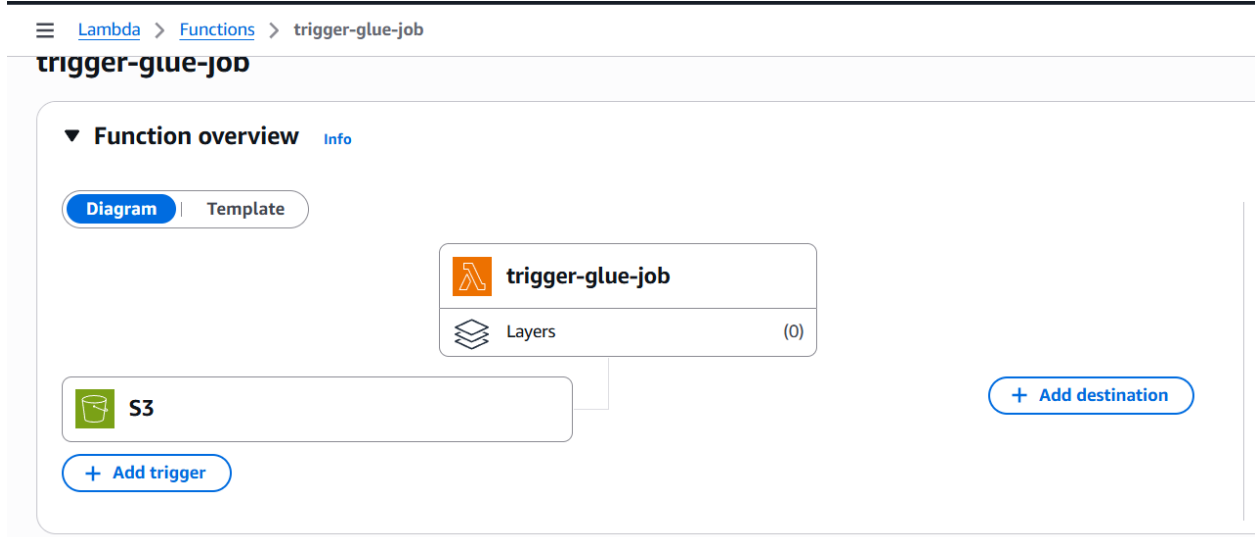 Lambda > Functions > trigger-glue-job
trigger-glue-job
Function overview Info
Diagram | Template
trigger-glue-job
Layers (0)
S3
+ Add destination
+ Add trigger